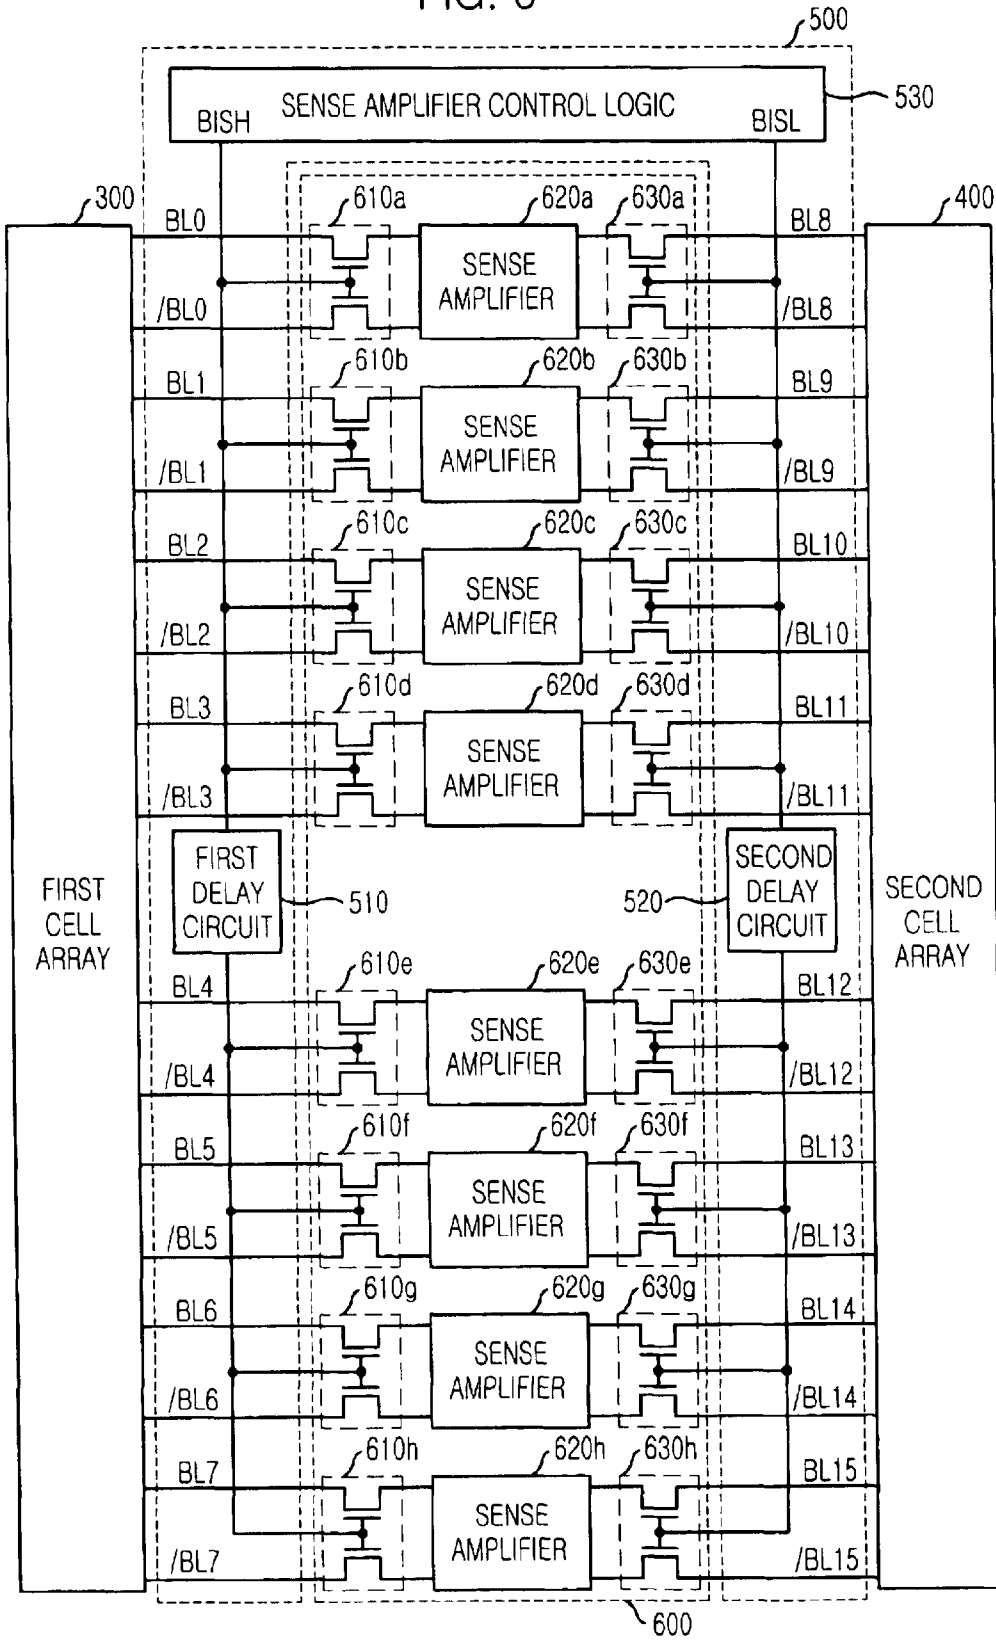 500
SENSE AMPLIFIER CONTROL LOGIC
BISH
BISL
530
300
400
610a
620a
630a
BL0
SENSE
AMPLIFIER
BL8
/BL0
/BL8
610b
620b
630b
BL1
SENSE
AMPLIFIER
BL9
/BL1
/BL9
610c
620c
630c
BL2
SENSE
AMPLIFIER
BL10
/BL2
/BL10
610d
620d
630d
BL3
SENSE
AMPLIFIER
BL11
/BL3
/BL11
FIRST
CELL
ARRAY
FIRST
DELAY
CIRCUIT
510
520
SECOND
DELAY
CIRCUIT
SECOND
CELL
ARRAY
610e
620e
630e
BL4
SENSE
AMPLIFIER
BL12
/BL4
/BL12
610f
620f
630f
BL5
SENSE
AMPLIFIER
BL13
/BL5
/BL13
610g
620g
630g
BL6
SENSE
AMPLIFIER
BL14
/BL6
/BL14
610h
620h
630h
BL7
SENSE
AMPLIFIER
BL15
/BL7
/BL15
600